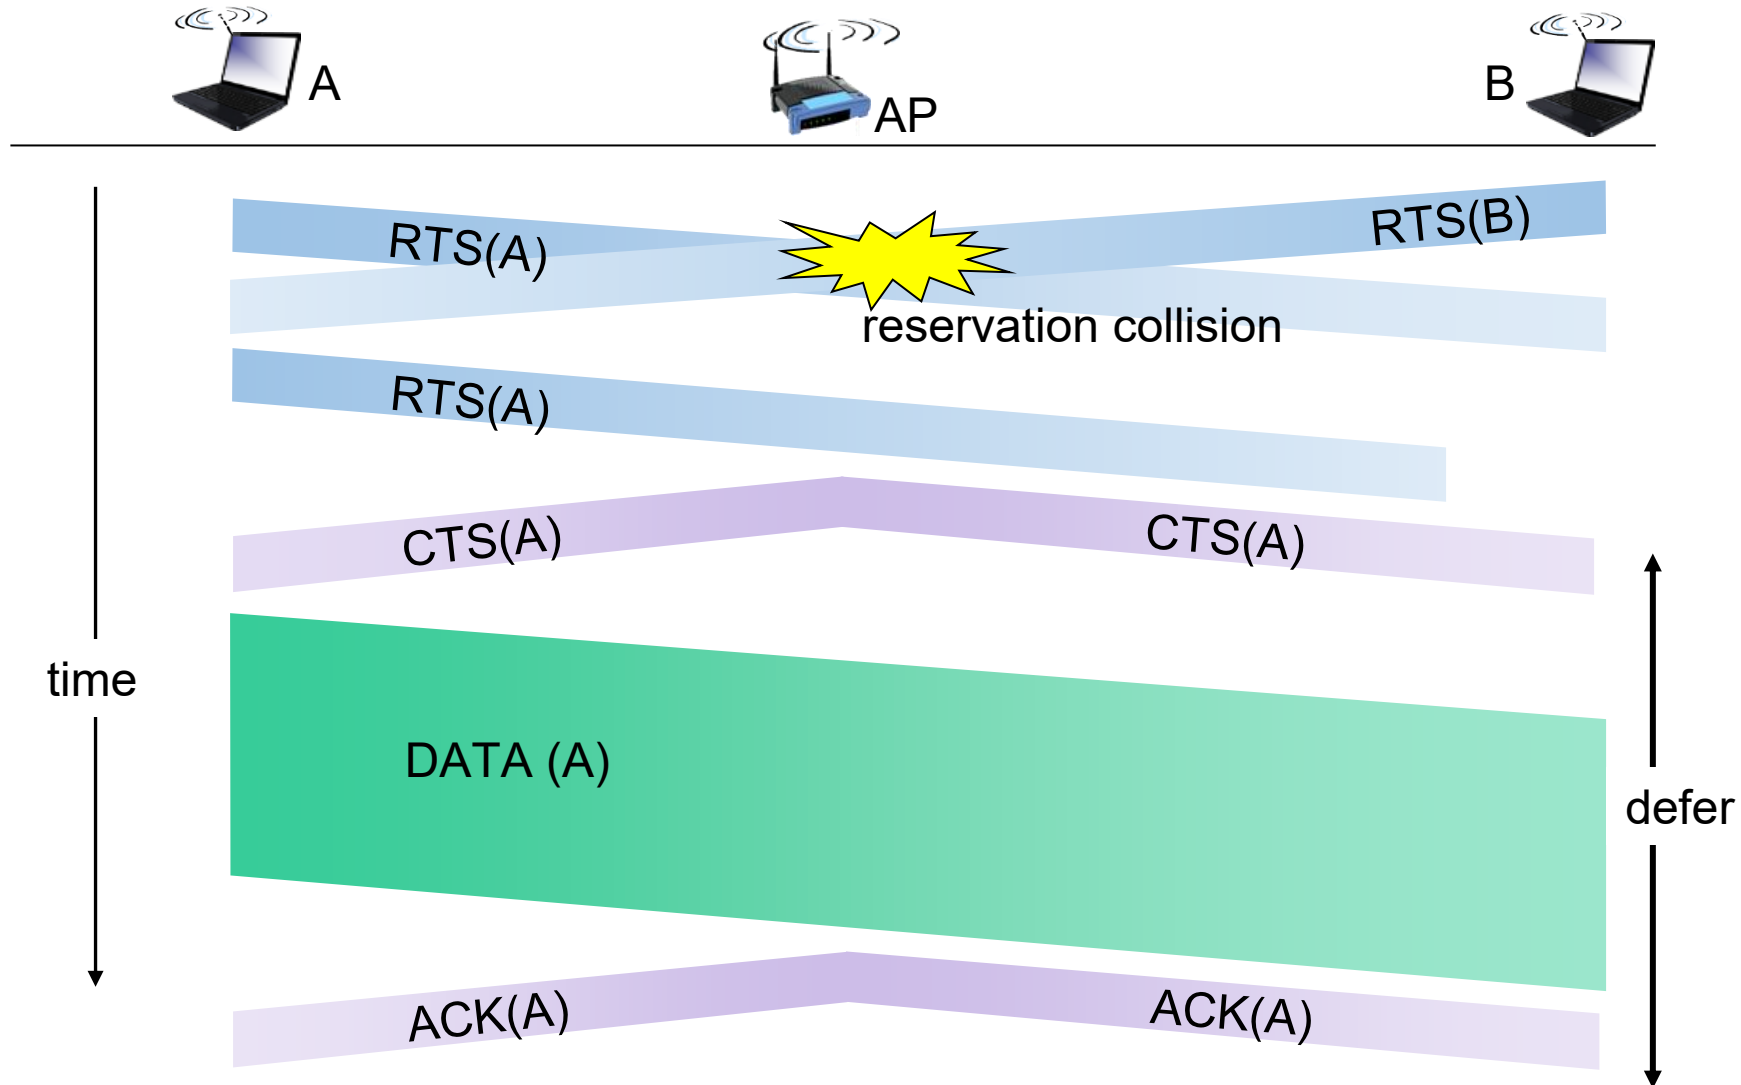 A
AP
B
RTS(A)
RTS(B)
reservation collision
RTS(A)
CTS(A)
CTS(A)
time
DATA (A)
defer
ACK(A)
ACK(A)